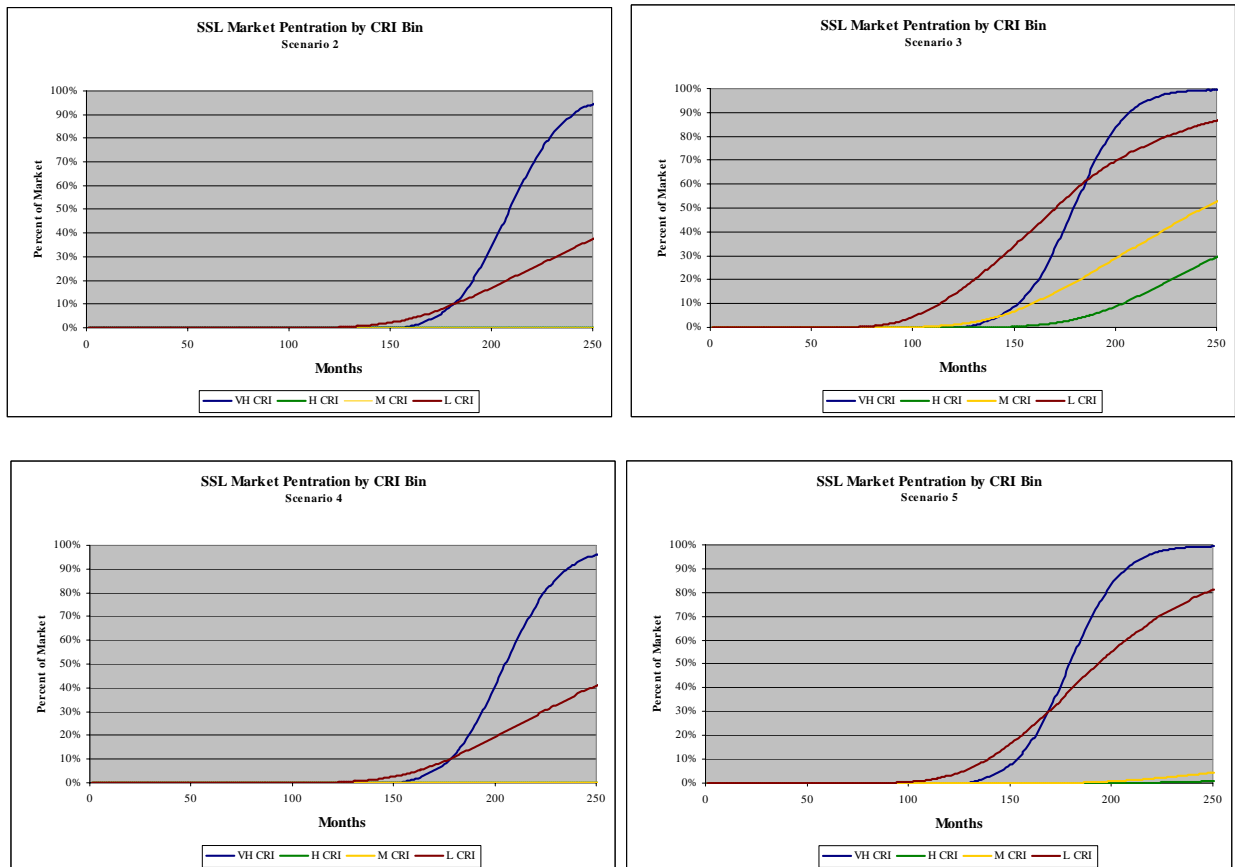 SSL Market Pentration by CRI Bin
Scenario 2
Percent of Market
100%
90%
80%
70%
60%
50%
40%
30%
20%
10%
0%
0 50 100 150 200 250
Months
VH CRI H CRI M CRI L CRI
SSL Market Pentration by CRI Bin
Scenario 3
Percent of Market
100%
90%
80%
70%
60%
50%
40%
30%
20%
10%
0%
0 50 100 150 200 250
Months
VH CRI H CRI M CRI L CRI
SSL Market Pentration by CRI Bin
Scenario 4
Percent of Market
100%
90%
80%
70%
60%
50%
40%
30%
20%
10%
0%
0 50 100 150 200 250
Months
VH CRI H CRI M CRI L CRI
SSL Market Pentration by CRI Bin
Scenario 5
Percent of Market
100%
90%
80%
70%
60%
50%
40%
30%
20%
10%
0%
0 50 100 150 200 250
Months
VH CRI H CRI M CRI L CRI